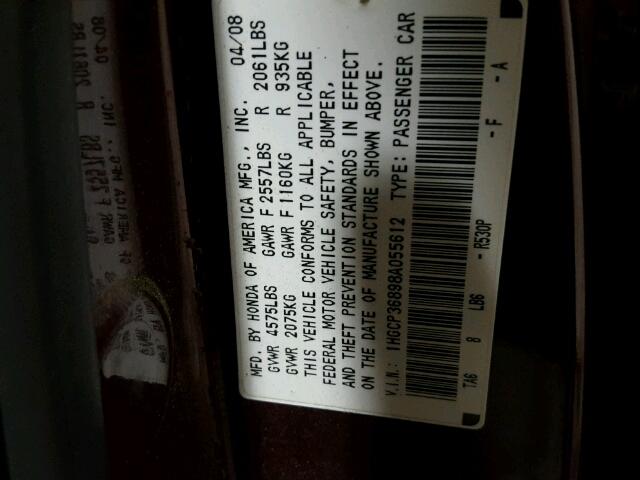 MFD. BY HONDA OF AMERICA MFG., INC. 04/08
GVWR 4575LBS GAWR F 2557LBS R 2061LBS
GVWR 2075KG GAWR F 1160KG R 935KG
THIS VEHICLE CONFORMS TO ALL APPLICABLE
FEDERAL MOTOR VEHICLE SAFETY, BUMPER,
AND THEFT PREVENTION STANDARDS IN EFFECT
ON THE DATE OF MANUFACTURE SHOWN ABOVE.
V.I.N.: 1HGCP36898A055612 TYPE: PASSENGER CAR
TA6 8 LB6 - R530P - F - A